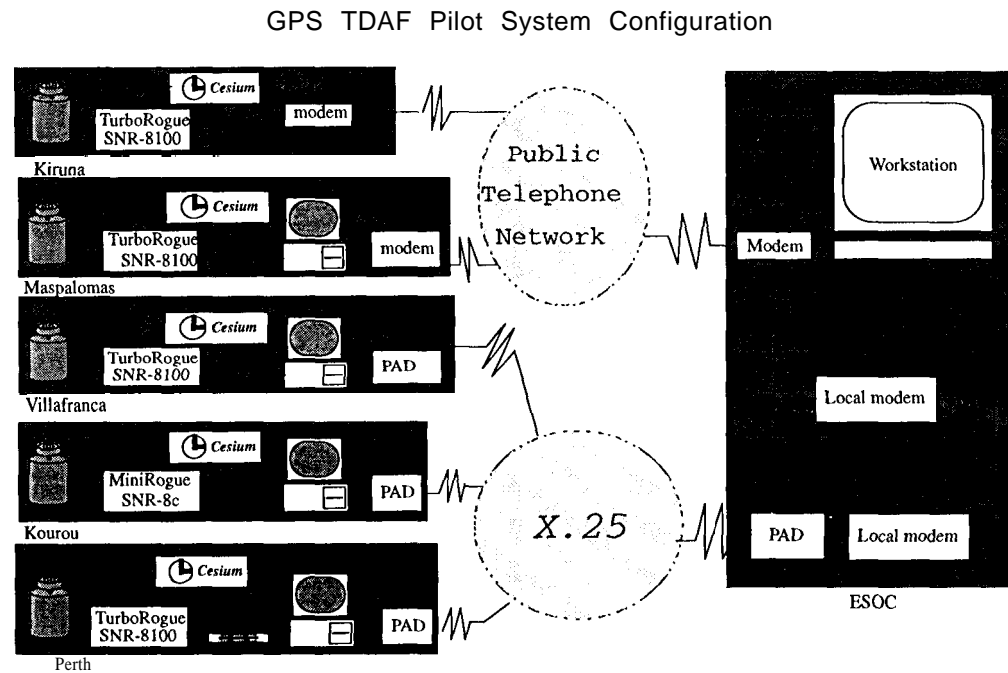 GPS TDAF Pilot System Configuration
Cesium
TurboRogue
SNR-8100
modem
Kiruna
Cesium
TurboRogue
SNR-8100
modem
Maspalomas
Cesium
TurboRogue
SNR-8100
PAD
Villafranca
Cesium
MiniRogue
SNR-8c
PAD
Kourou
Cesium
TurboRogue
SNR-8100
PAD
Perth
Public
Telephone
Network
X.25
Workstation
Modem
Local modem
PAD
Local modem
ESOC